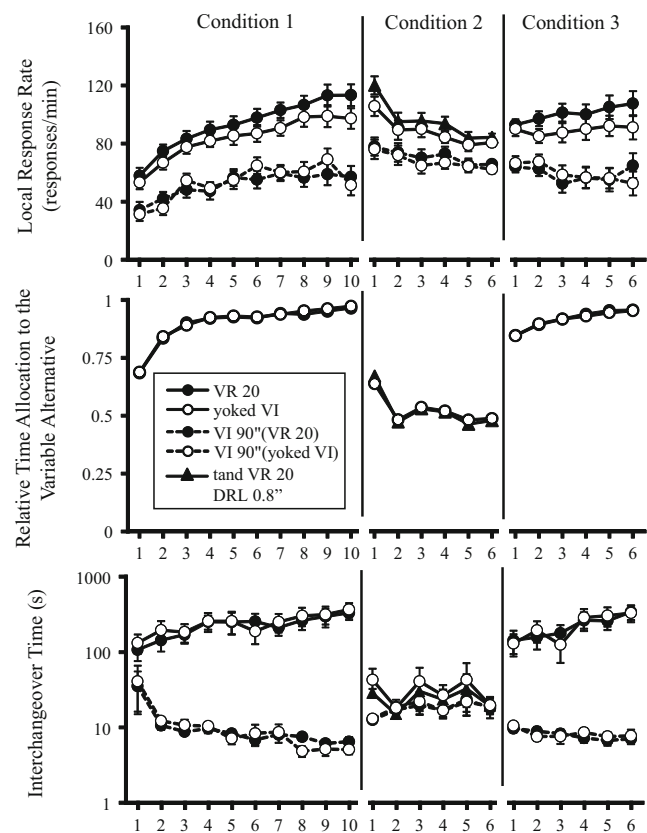 Condition 1 Condition 2 Condition 3
Local Response Rate
(responses/min)
160
120
80
40
0
1 2 3 4 5 6 7 8 9 10 1 2 3 4 5 6 1 2 3 4 5 6
Relative Time Allocation to the
Variable Alternative
1
0.75
0.5
0.25
0
VR 20
yoked VI
VI 90"(VR 20)
VI 90"(yoked VI)
tand VR 20
DRL 0.8”
1 2 3 4 5 6 7 8 9 10 1 2 3 4 5 6 1 2 3 4 5 6
Interchangeover Time (s)
1000
100
10
1
1 2 3 4 5 6 7 8 9 10 1 2 3 4 5 6 1 2 3 4 5 6